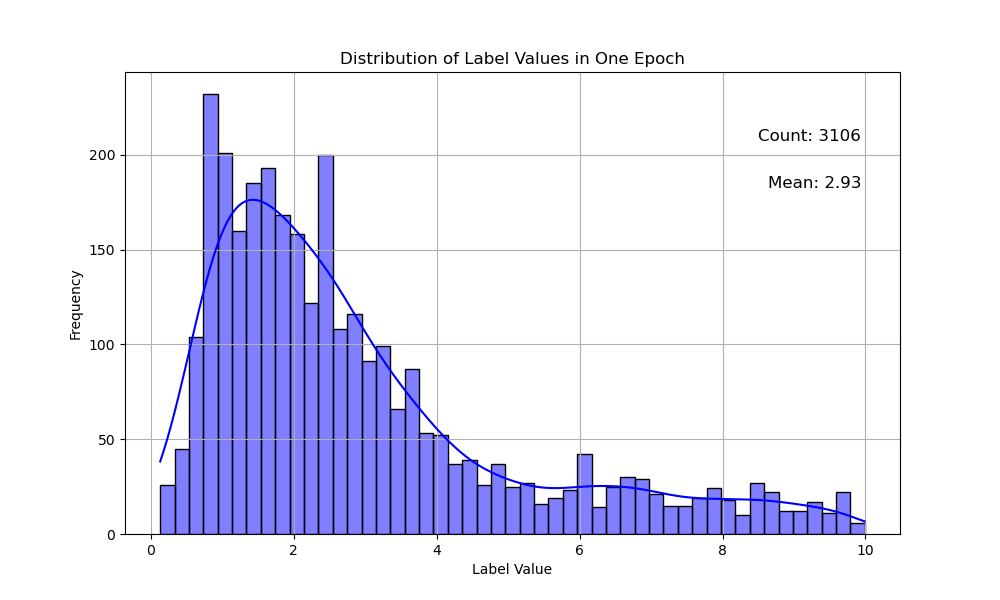 Distribution of Label Values in One Epoch
Count: 3106
Mean: 2.93
Frequency
200
150
100
50
0
0 2 4 6 8 10
Label Value